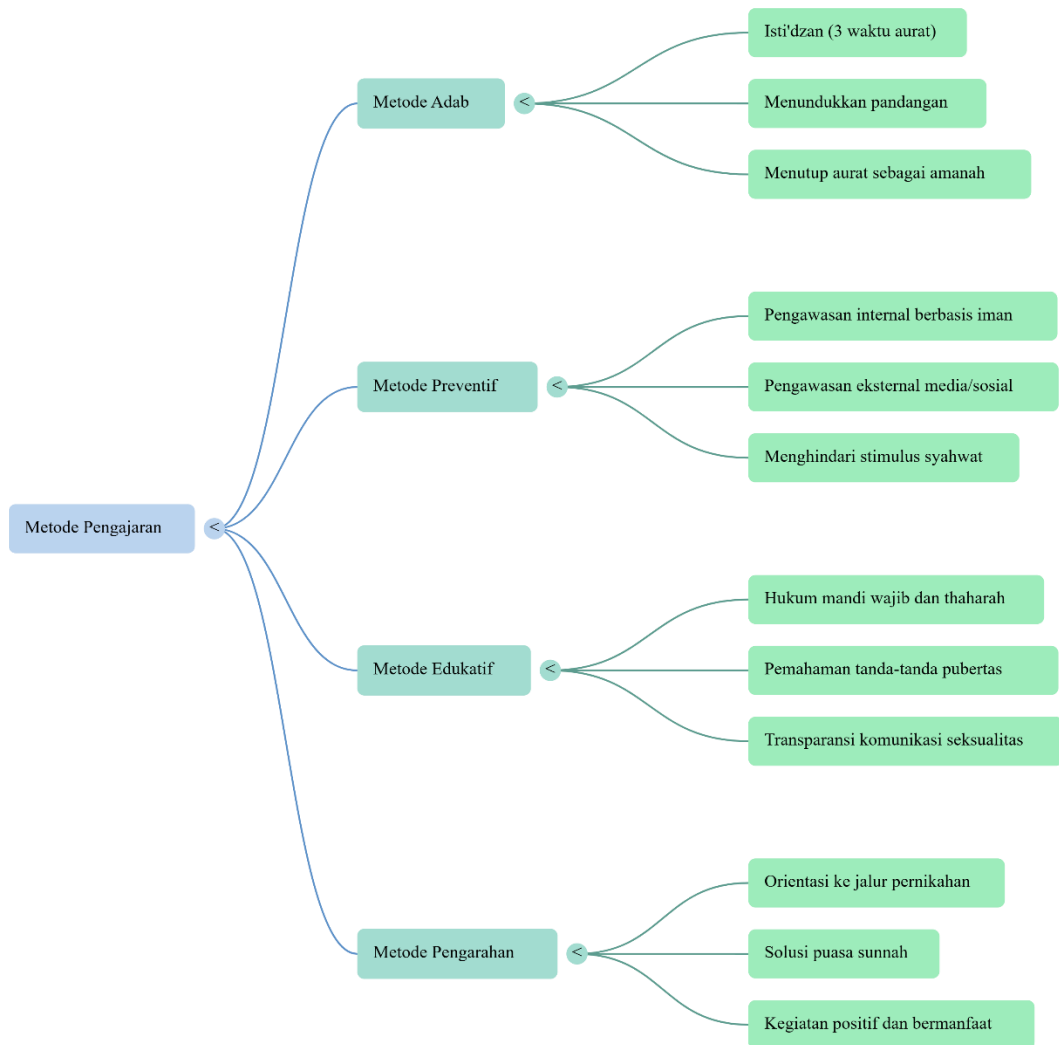 Metode Pengajaran
<
Metode Adab
<
Isti'dzan (3 waktu aurat)
Menundukkan pandangan
Menutup aurat sebagai amanah
Metode Preventif
<
Pengawasan internal berbasis iman
Pengawasan eksternal media/sosial
Menghindari stimulus syahwat
Metode Edukatif
<
Hukum mandi wajib dan thaharah
Pemahaman tanda-tanda pubertas
Transparansi komunikasi seksualitas
Metode Pengarahan
<
Orientasi ke jalur pernikahan
Solusi puasa sunnah
Kegiatan positif dan bermanfaat